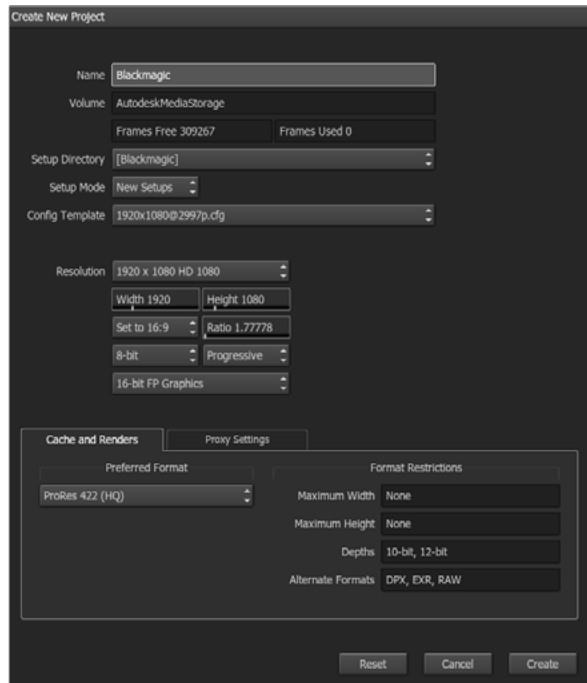 Create New Project
Name Blackmagic
Volume AutodeskMediaStorage
Frames Free 309267 Frames Used 0
Setup Directory [Blackmagic]
Setup Mode New Setups
Config Template 1920x1080@2997p.cfg
Resolution 1920 x 1080 HD 1080
Width 1920 Height 1080
Set to 16:9 Ratio 1.77778
8-bit Progressive
16-bit FP Graphics
Cache and Renders Proxy Settings
Preferred Format Format Restrictions
ProRes 422 (HQ) Maximum Width None
Maximum Height None
Depths 10-bit, 12-bit
Alternate Formats DPX, EXR, RAW
Reset Cancel Create